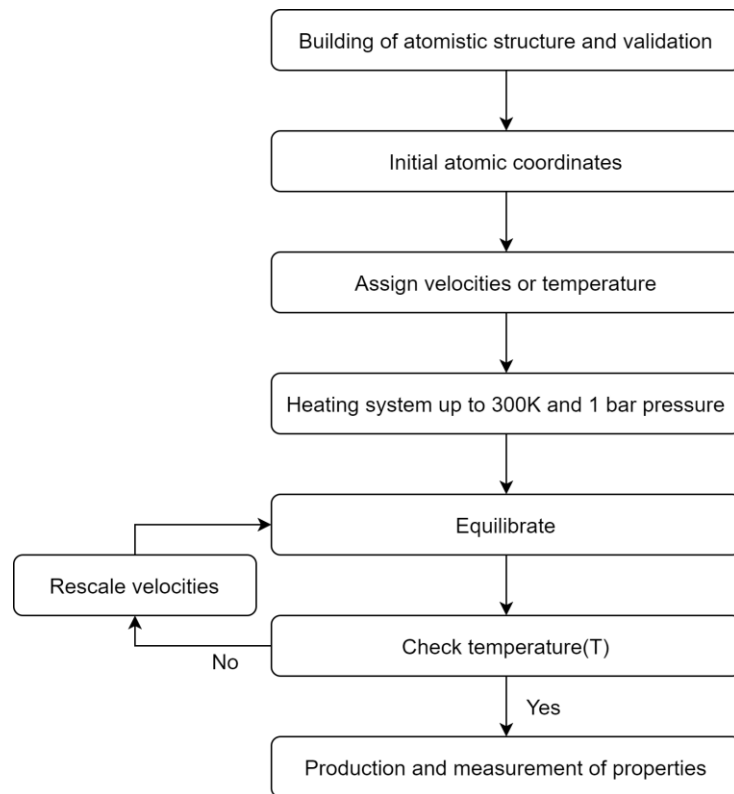 Building of atomistic structure and validation
Initial atomic coordinates
Assign velocities or temperature
Heating system up to 300K and 1 bar pressure
Equilibrate
Rescale velocities
Check temperature(T)
No
Yes
Production and measurement of properties